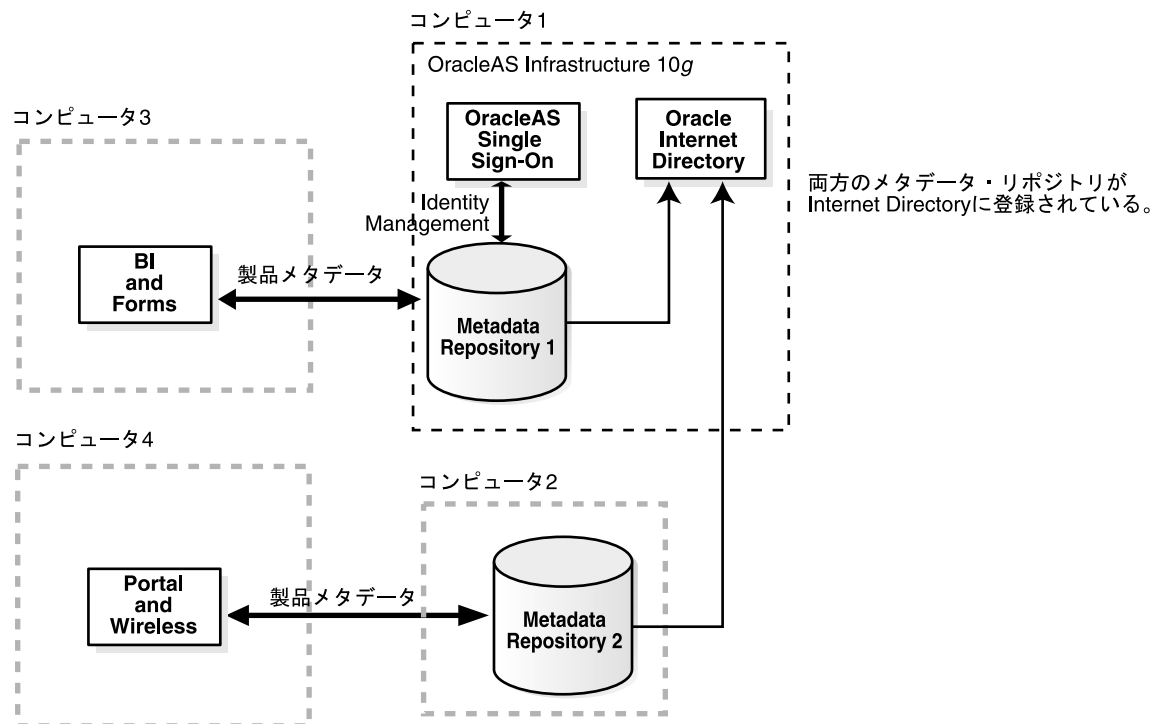 コンピュータ1
OracleAS Infrastructure 10g
OracleAS
Single
Sign-On
Oracle
Internet
Directory
コンピュータ3
両方のメタデータ・リポジトリが
Internet Directoryに登録されている。
Identity
Management
BI
and
Forms
製品メタデータ
Metadata
Repository 1
コンピュータ4
コンピュータ2
Portal
and
Wireless
製品メタデータ
Metadata
Repository 2